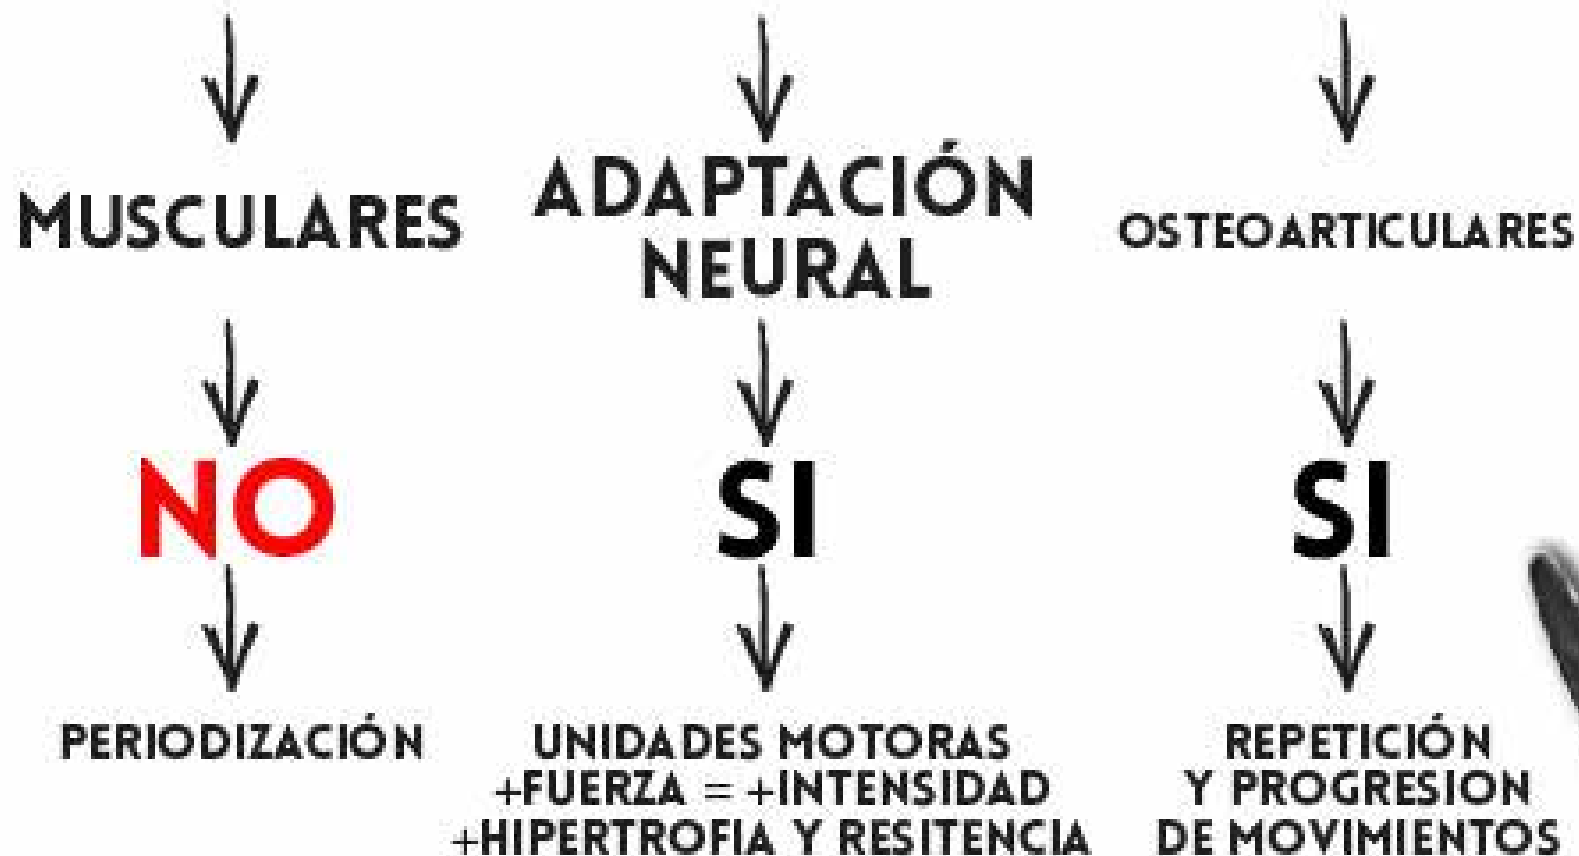 MUSCULARES
ADAPTACIÓN
NEURAL
OSTEOARTICULARES
NO
SI
SI
PERIODIZACIÓN
UNIDADES MOTORAS
+FUERZA = +INTENSIDAD
+HIPERTROFIA Y RESITENCIA
REPETICIÓN
Y PROGRESION
DE MOVIMIENTOS